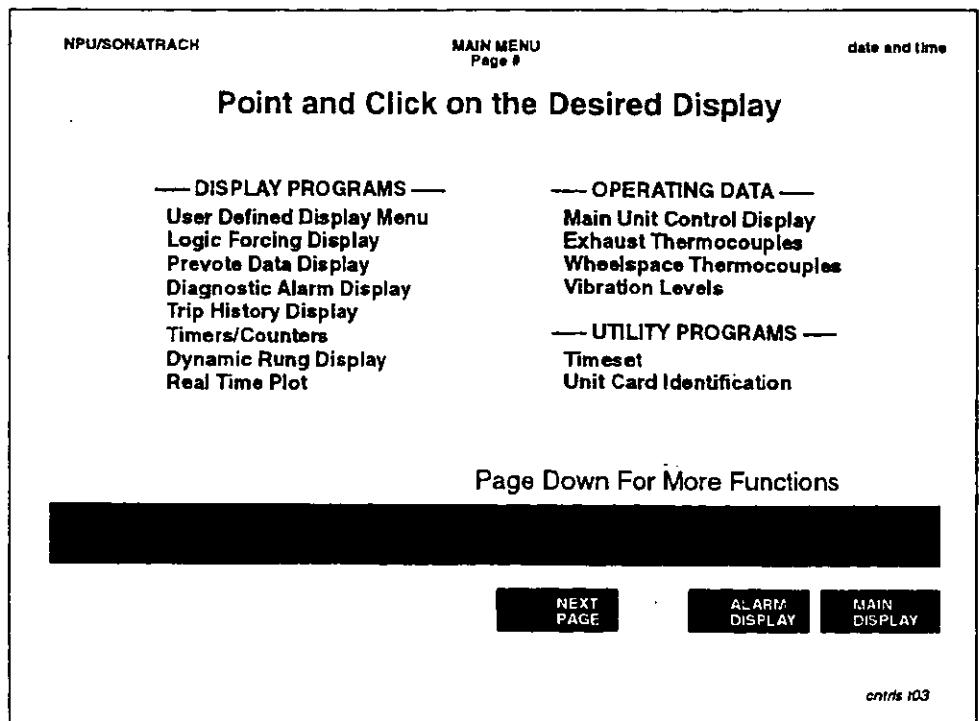 NPU/SONATRACH
MAIN MENU
Page #
date and time
Point and Click on the Desired Display
DISPLAY PROGRAMS
User Defined Display Menu
Logic Forcing Display
Prevote Data Display
Diagnostic Alarm Display
Trip History Display
Timers/Counters
Dynamic Rung Display
Real Time Plot
OPERATING DATA
Main Unit Control Display
Exhaust Thermocouples
Wheelspace Thermocouples
Vibration Levels
UTILITY PROGRAMS
Timeset
Unit Card Identification
Page Down For More Functions
NEXT
PAGE
ALARM
DISPLAY
MAIN
DISPLAY